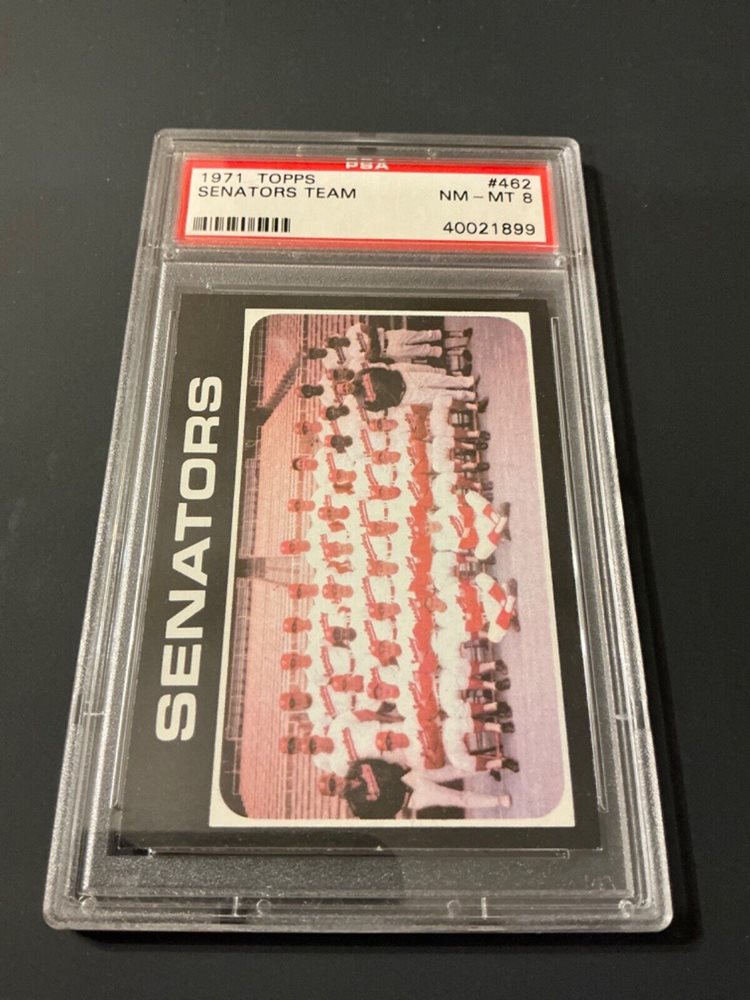 PSA
1971 TOPPS #462
SENATORS TEAM NM - MT 8
40021899
SENATORS